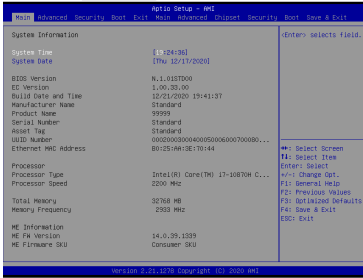 Aptio Setup - AMI
Main Advanced Security Boot Exit Main Advanced Chipset Security Boot Save & Exit
System Information
<Enter> selects field.
System Time [19:24:36]
System Date [Thu 12/17/2020]
BIOS Version N.1.01STD00
EC Version 1.00.33.00
Build Date and Time 12/21/2020 19:41:37
Manufacturer Name Standard
Product Name 99999
Serial Number Standard
Asset Tag Standard
UUID Number
Ethernet MAC Address 80:25:AA:3E:70:44
Processor
Processor Type Intel(R) Core(TM) i7-10870H C...
Processor Speed 2200 MHz
Total Memory 32768 MB
Memory Frequency 2933 MHz
ME Information
ME FW Version 14.0.39.1339
ME Firmware SKU Consumer SKU
→←: Select Screen
↑↓: Select Item
Enter: Select
+/-: Change Opt.
F1: General Help
F2: Previous Values
F3: Optimized Defaults
F4: Save & Exit
ESC: Exit
Version 2.21.1278 Copyright (C) 2020 AMI